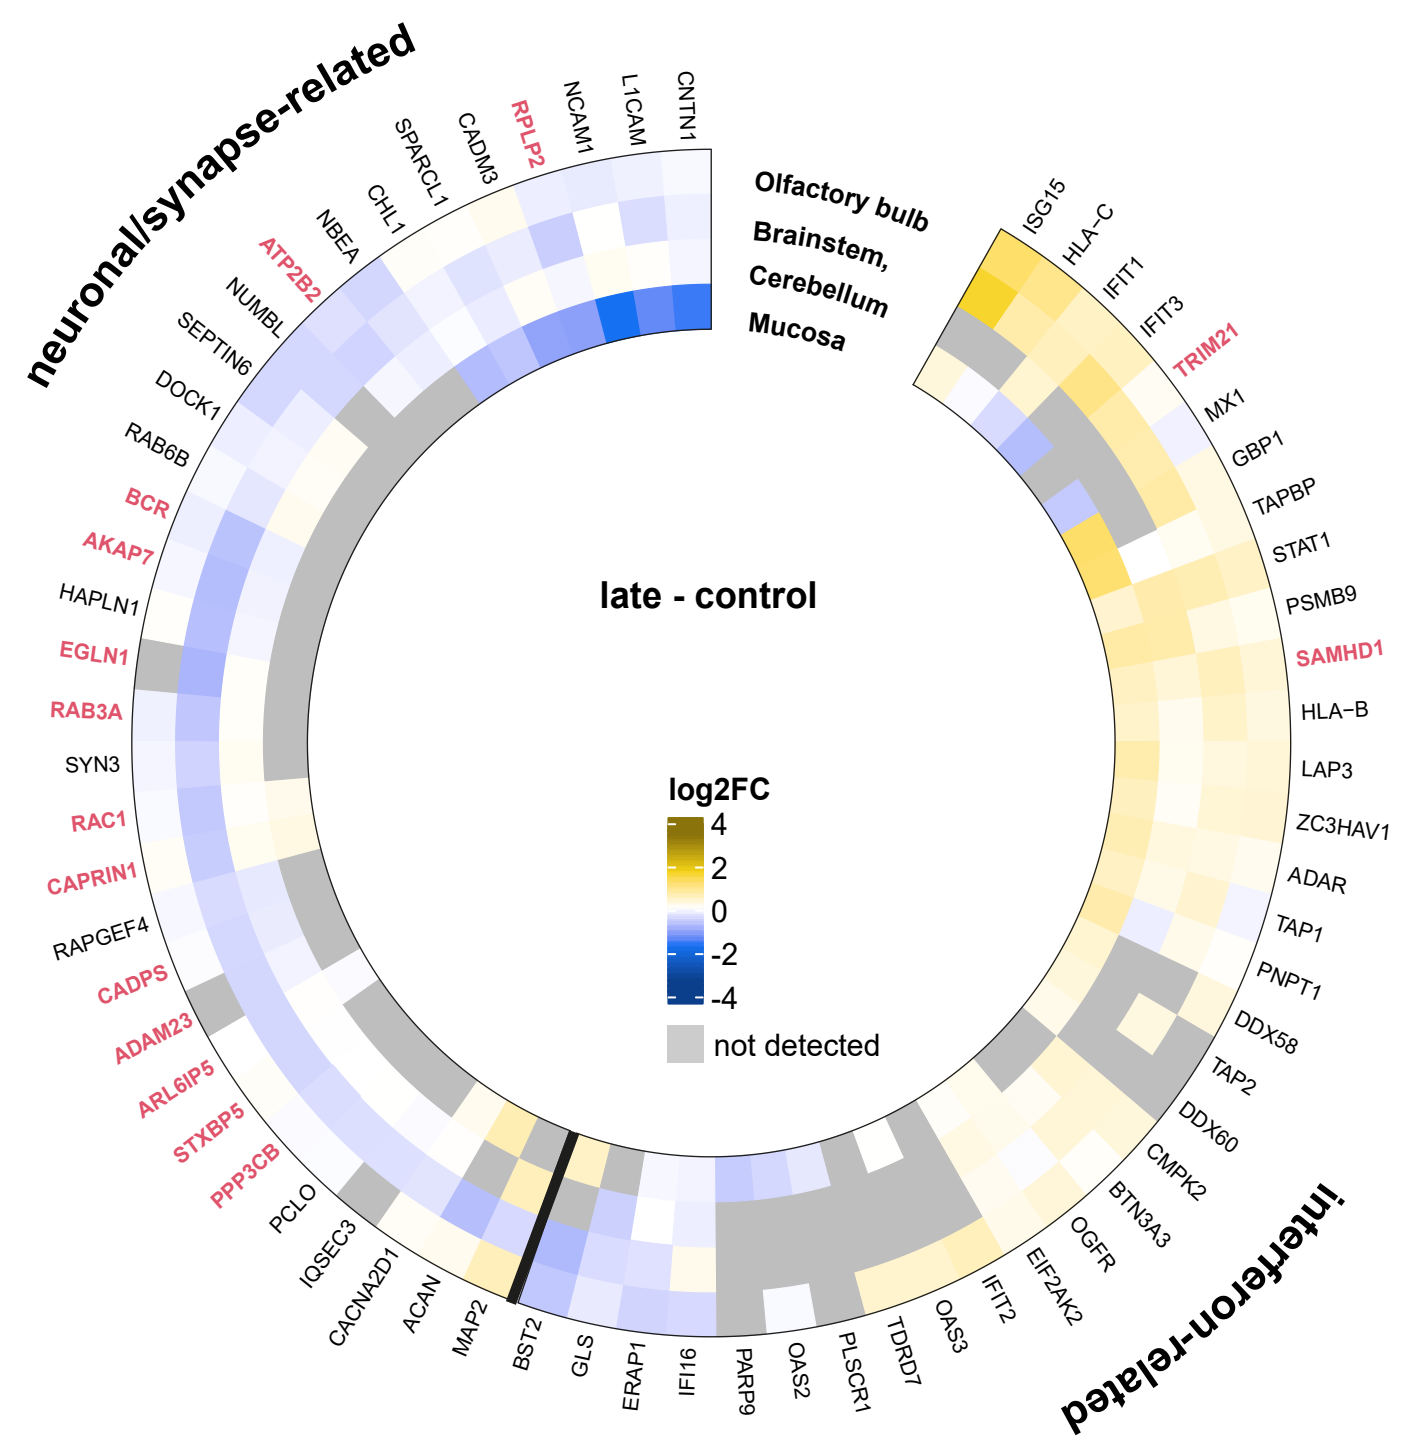 neuronal/synapse-related
CNTN1
L1CAM
NCAM1
RPLP2
CADM3
SPARCL1
CHL1
NBEA
ATP2B2
NUMBL
SEPTIN6
DOCK1
RAB6B
BCR
AKAP7
HAPLN1
EGLN1
RAB3A
SYN3
RAC1
CAPRIN1
RAPGEF4
CADPS
ADAM23
ARL6IP5
STXBP5
PPP3CB
PCLO
IQSEC3
CACNA2D1
ACAN
MAP2
Olfactory bulb
Brainstem,
Cerebellum
Mucosa
ISG15
HLA−C
IFIT1
IFIT3
TRIM21
MX1
GBP1
TAPBP
STAT1
PSMB9
SAMHD1
HLA−B
LAP3
ZC3HAV1
ADAR
TAP1
PNPT1
DDX58
TAP2
DDX60
CMPK2
BTN3A3
OGFR
EIF2AK2
IFIT2
OAS3
TDRD7
PLSCR1
OAS2
PARP9
IFI16
ERAP1
GLS
BST2
interferon-related
late - control
log2FC
4
2
0
-2
-4
not detected